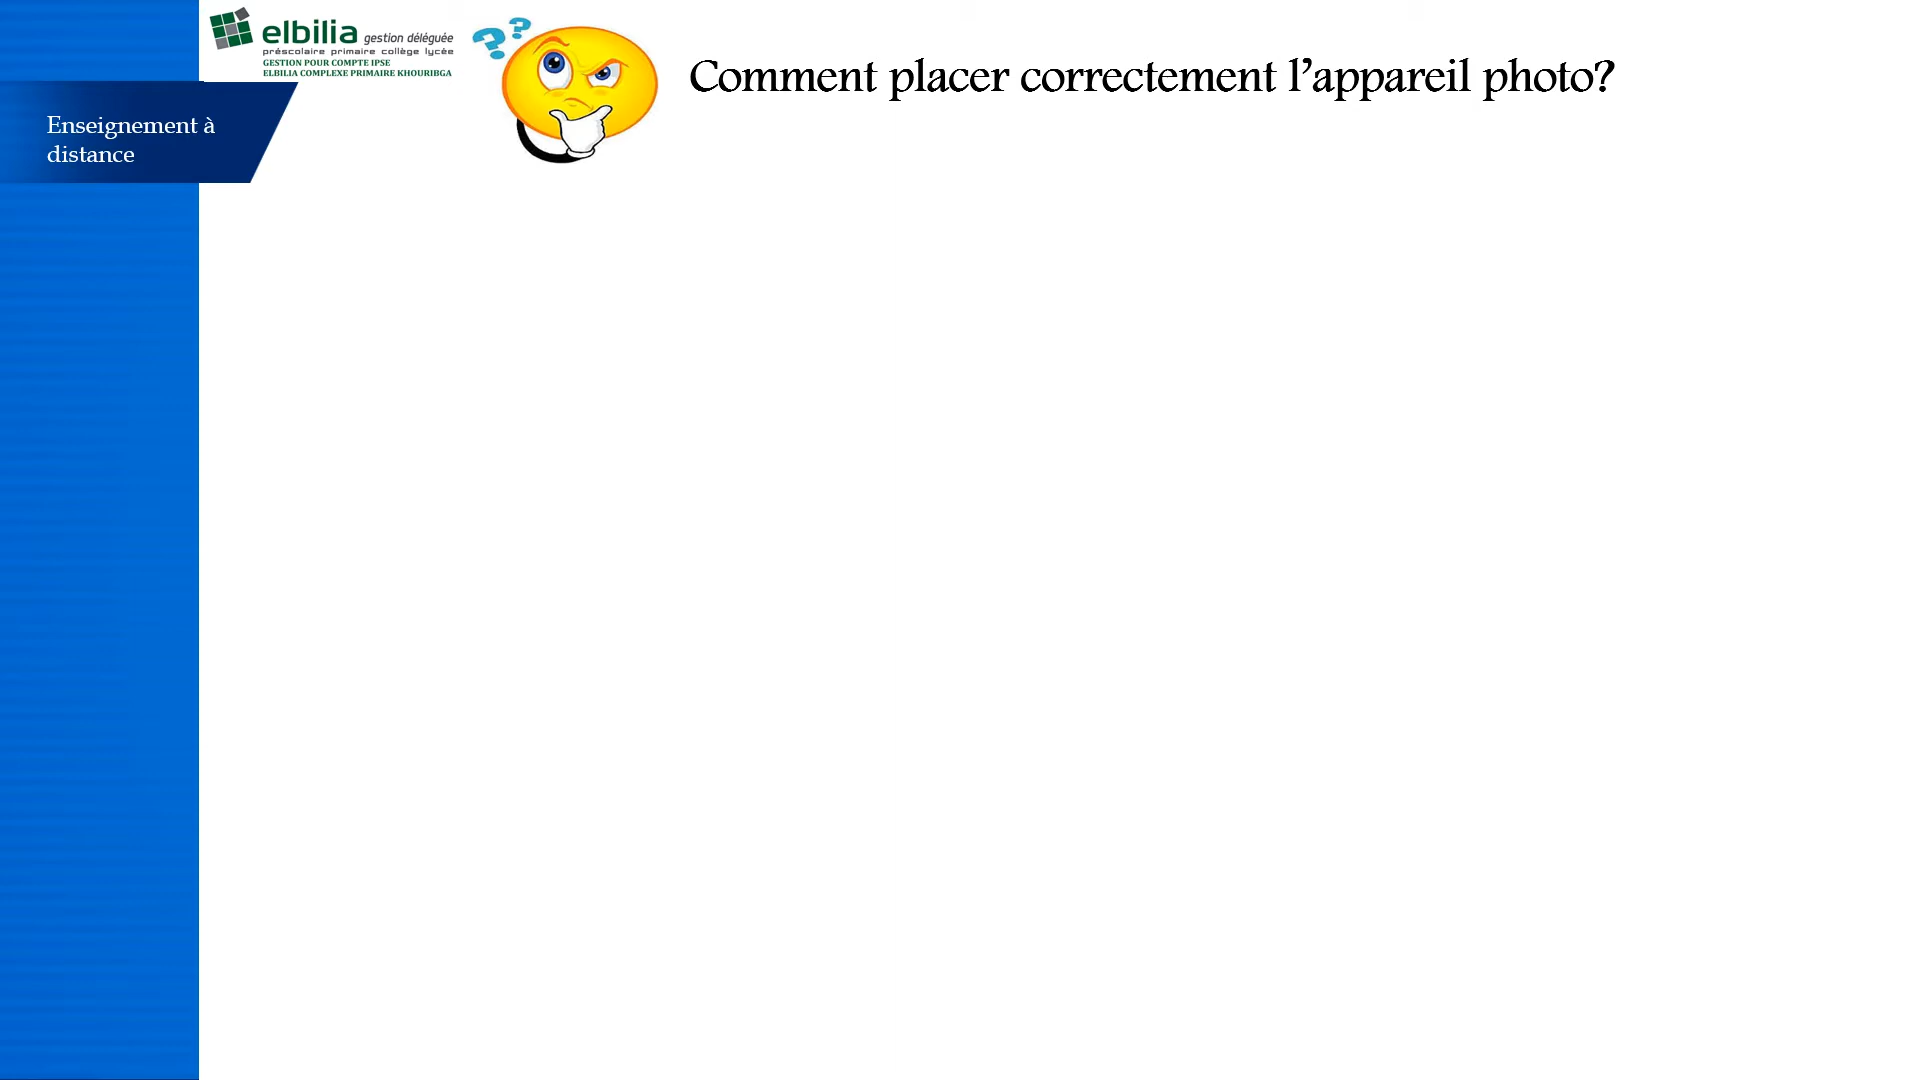 elbilia gestion déléguée
préscolaire primaire collège lycée
GESTION POUR COMPTE IPSE
ELBILIA COMPLEXE PRIMAIRE KHOURIBGA
? ?
Comment placer correctement l’appareil photo?
Enseignement à
distance